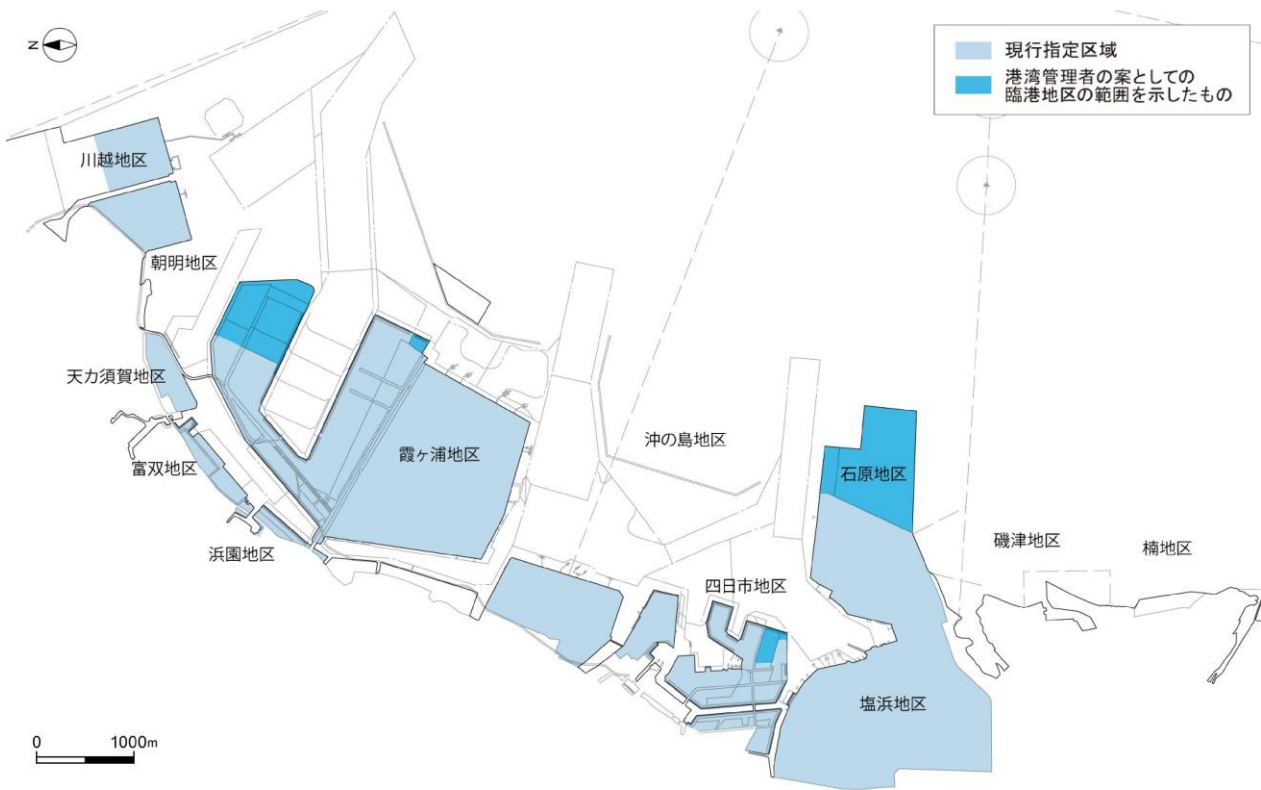 N
現行指定区域
港湾管理者の案としての
臨港地区の範囲を示したもの
川越地区
朝明地区
天カ須賀地区
富双地区
浜園地区
霞ヶ浦地区
沖の島地区
石原地区
磯津地区
楠地区
四日市地区
塩浜地区
0 1000m